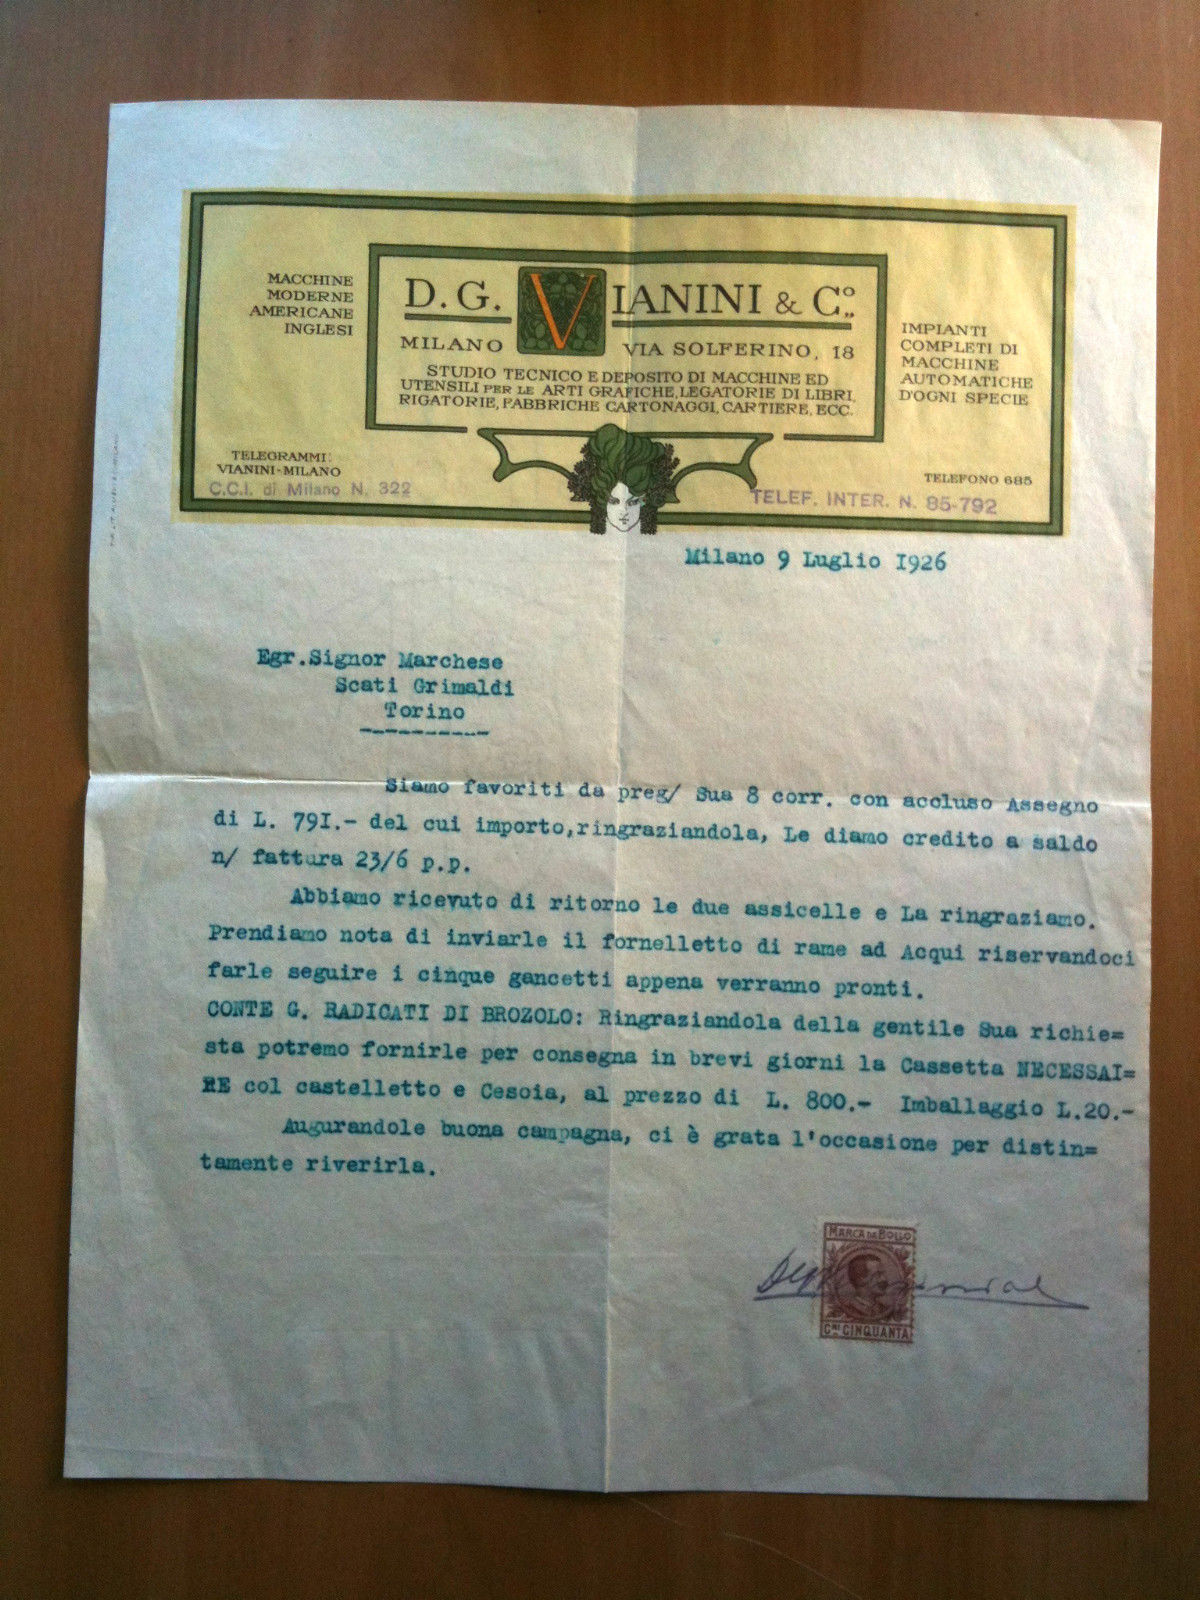 MACCHINE
MODERNE
AMERICANE
INGLESI
D.G. VIANINI & Cº.
MILANO VIA SOLFERINO, 18
STUDIO TECNICO E DEPOSITO DI MACCHINE ED
UTENSILI PER LE ARTI GRAFICHE, LEGATORIE DI LIBRI,
RIGATORIE, FABBRICHE CARTONAGGI, CARTIERE, ECC.
IMPIANTI
COMPLETI DI
MACCHINE
AUTOMATICHE
D'OGNI SPECIE
TELEGRAMMI:
VIANINI-MILANO
C.C.I. di Milano N. 322
TELEFONO 685
TELEF. INTER. N. 85-792
Milano 9 Luglio I926
Egr.Signor Marchese
Scati Grimaldi
Torino
----------
Siamo favoriti da preg/ Sua 8 corr. con accluso Assegno
di L. 79I.- del cui importo,ringraziandola, Le diamo credito a saldo
n/ fattura 23/6 p.p.
Abbiamo ricevuto di ritorno le due assicelle e La ringraziamo.
Prendiamo nota di inviarle il fornelletto di rame ad Acqui riservandoci
farle seguire i cinque gancetti appena verranno pronti.
CONTE G. RADICATI DI BROZOLO: Ringraziandola della gentile Sua richie=
sta potremo fornirle per consegna in brevi giorni la Cassetta NECESSAI=
RE col castelletto e Cesoia, al prezzo di L. 800.- Imballaggio L.20.-
Augurandole buona campagna, ci è grata l'occasione per distin=
tamente riverirla.
MARCA DA BOLLO
CMI CINQUANTA